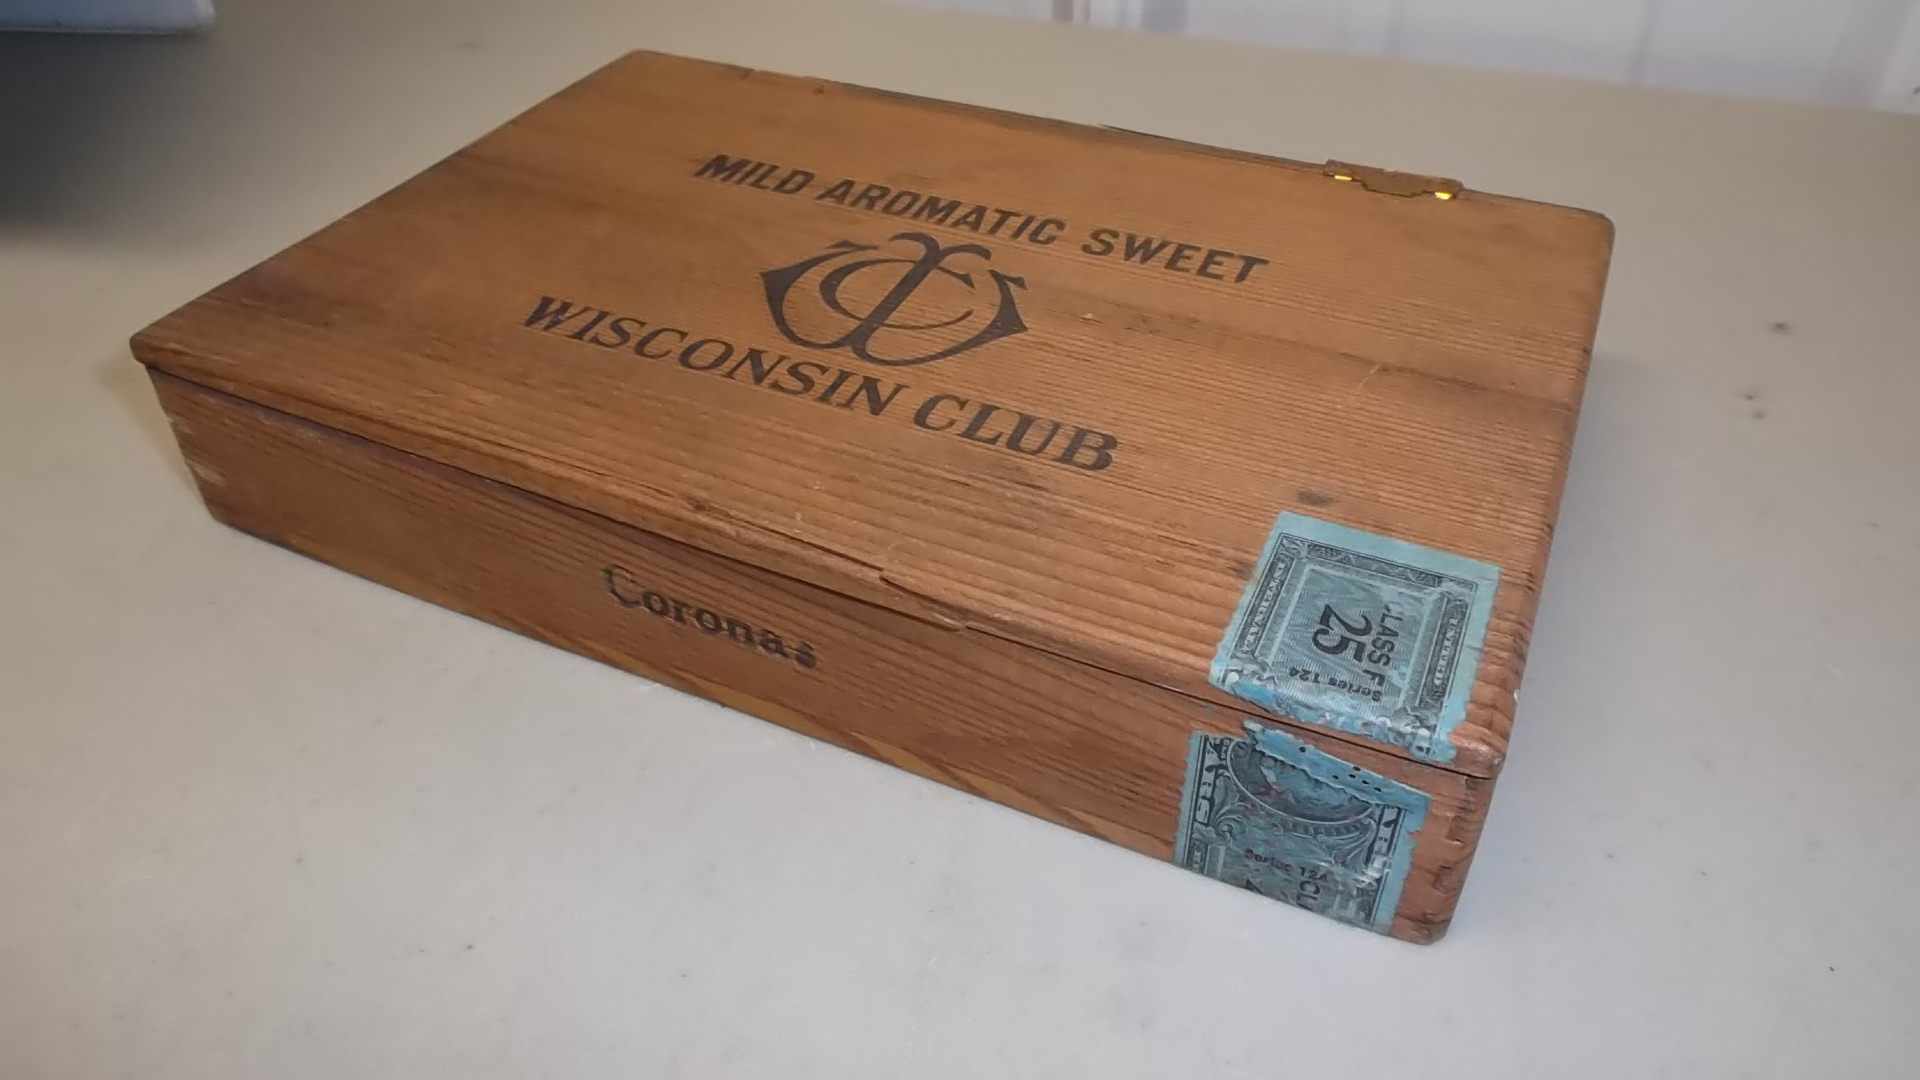 MILD AROMATIC SWEET
WISCONSIN CLUB
Coronas
CLASS F
25
Series 124